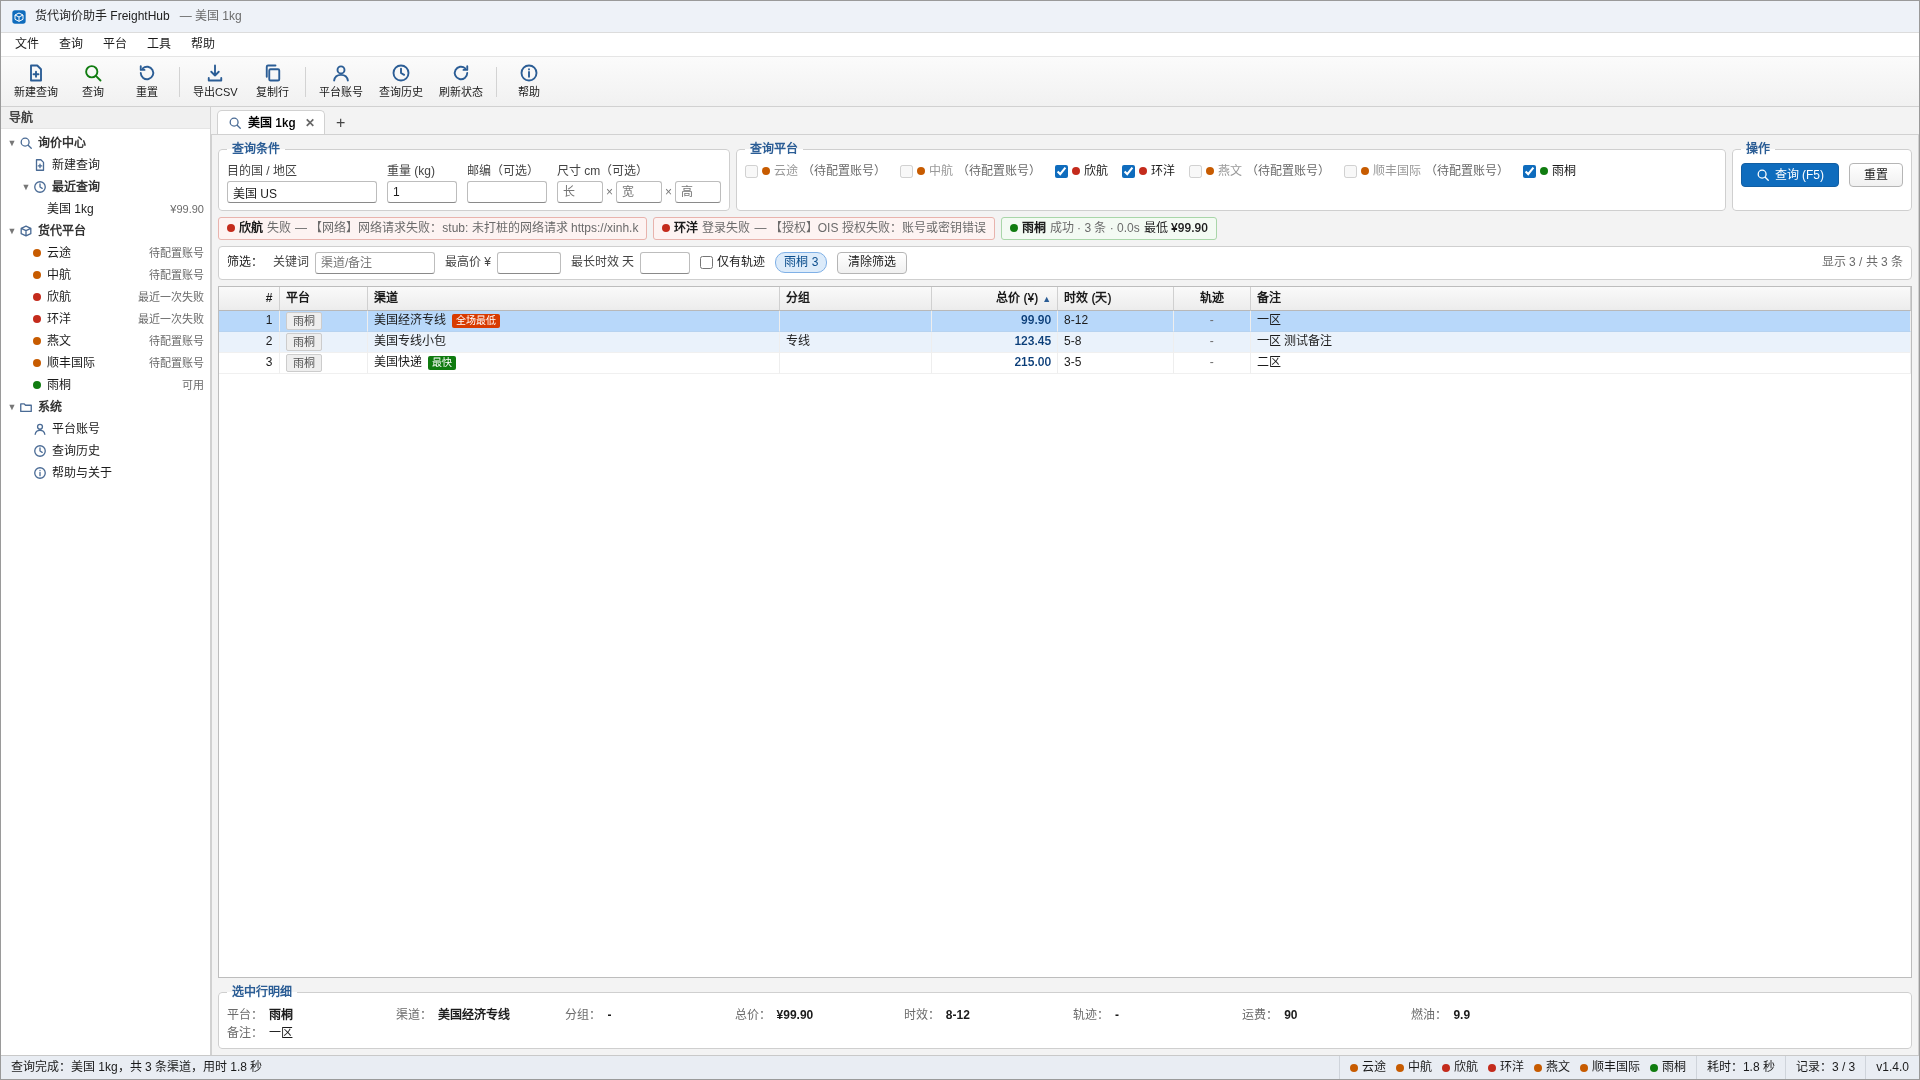 货代询价助手 FreightHub — 美国 1kg
文件 查询 平台 工具 帮助
新建查询 查询 重置 导出CSV 复制行 平台账号 查询历史 刷新状态 帮助
导航
询价中心
新建查询
最近查询
美国 1kg ¥99.90
货代平台
云途 待配置账号
中航 待配置账号
欣航 最近一次失败
环洋 最近一次失败
燕文 待配置账号
顺丰国际 待配置账号
雨桐 可用
系统
平台账号
查询历史
帮助与关于
美国 1kg ✕ +
查询条件
目的国 / 地区 重量 (kg) 邮编（可选） 尺寸 cm（可选）
美国 US 1 长 × 宽 × 高
查询平台
云途 （待配置账号） 中航 （待配置账号） 欣航 环洋 燕文 （待配置账号） 顺丰国际 （待配置账号） 雨桐
操作
查询 (F5) 重置
欣航 失败 — 【网络】网络请求失败：stub: 未打桩的网络请求 https://xinh.k
环洋 登录失败 — 【授权】OIS 授权失败：账号或密钥错误
雨桐 成功 · 3 条 · 0.0s 最低 ¥99.90
筛选： 关键词 渠道/备注 最高价 ¥ 最长时效 天 仅有轨迹 雨桐 3 清除筛选 显示 3 / 共 3 条
# 平台 渠道 分组 总价 (¥) ▲ 时效 (天) 轨迹 备注
1 雨桐 美国经济专线 全场最低 99.90 8-12 - 一区
2 雨桐 美国专线小包 专线 123.45 5-8 - 一区 测试备注
3 雨桐 美国快递 最快 215.00 3-5 - 二区
选中行明细
平台： 雨桐 渠道： 美国经济专线 分组： - 总价： ¥99.90 时效： 8-12 轨迹： - 运费： 90 燃油： 9.9
备注： 一区
查询完成：美国 1kg，共 3 条渠道，用时 1.8 秒 云途 中航 欣航 环洋 燕文 顺丰国际 雨桐 耗时：1.8 秒 记录：3 / 3 v1.4.0